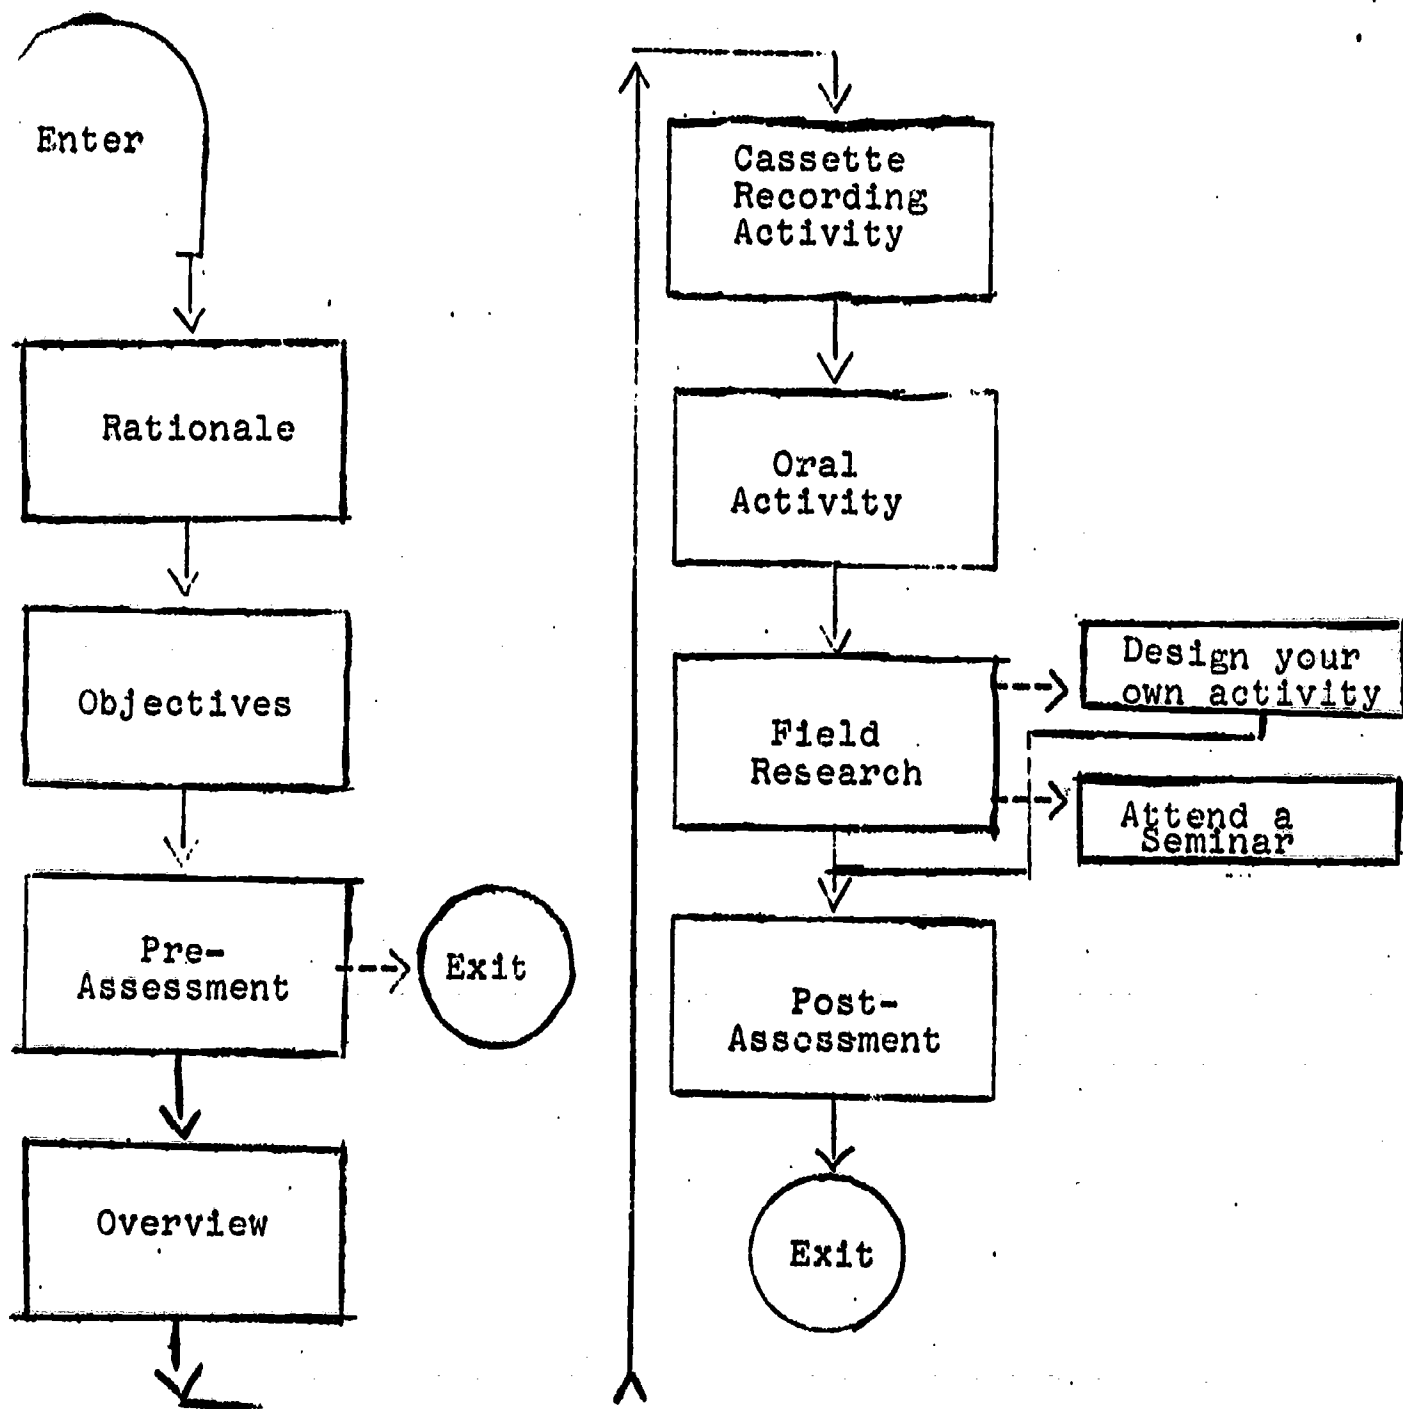 Enter
Rationale
Objectives
Pre-
Assessment
Exit
Overview
Cassette
Recording
Activity
Oral
Activity
Field
Research
Design your
own activity
Attend a
Seminar
Post-
Assessment
Exit